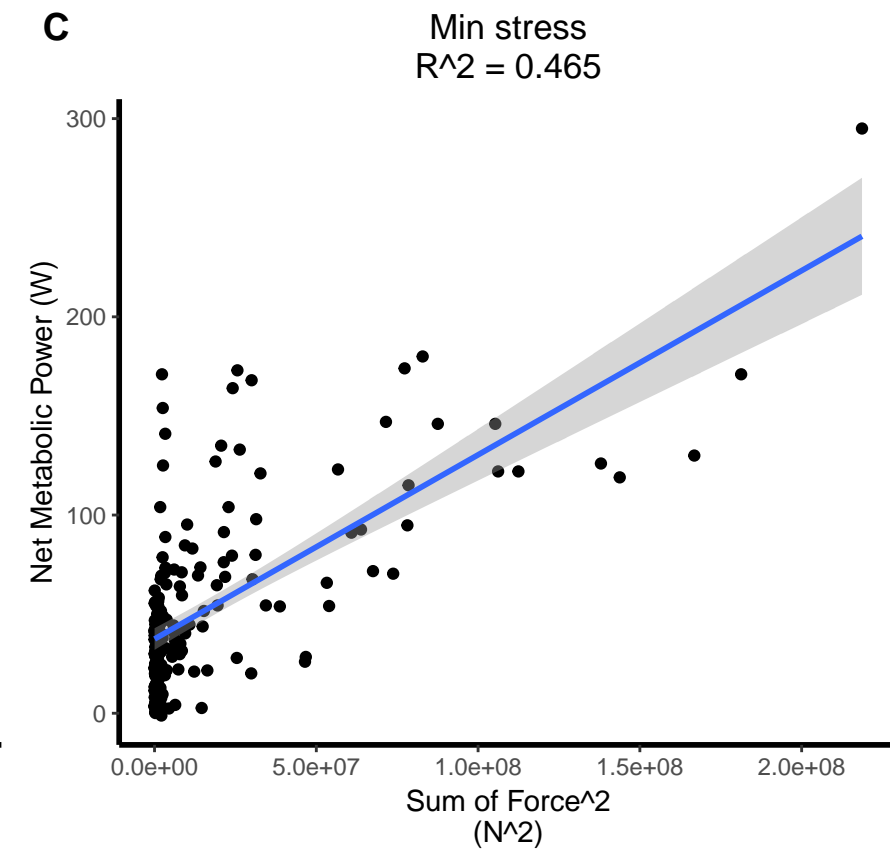 C
Min stress
R^2 = 0.465
Net Metabolic Power (W)
300
200
100
0
0.0e+00 5.0e+07 1.0e+08 1.5e+08 2.0e+08
Sum of Force^2
(N^2)